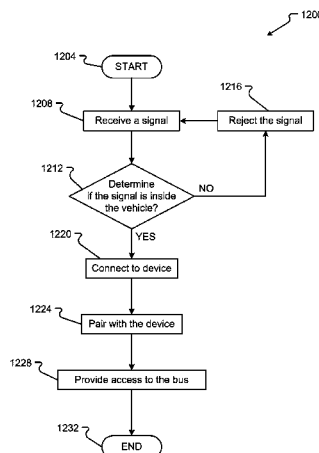 1200
1204
START
1216
1208
Receive a signal
Reject the signal
1212
Determine
if the signal is inside
the vehicle?
NO
YES
1220
Connect to device
1224
Pair with the device
1228
Provide access to the bus
1232
END